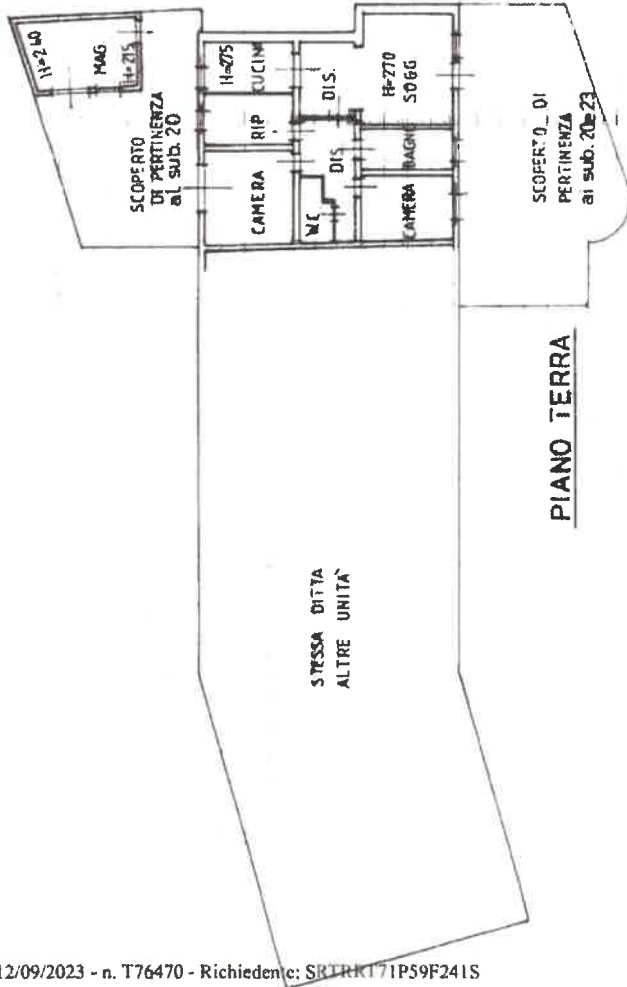 H=2.40
MAG
H=2.15
SCOPERTO
DI PERTINENZA
al sub. 20
H=275
CUCINA
RIP
CAMERA
DIS.
H=270
SOGG
DIS
WC
BAGNO
CAMERA
SCOPERTO DI
PERTINENZA
ai sub. 20e23
STESSA DITTA
ALTRE UNITA'
PIANO TERRA
12/09/2023 - n. T76470 - Richiedente: SRTRRT71P59F241S